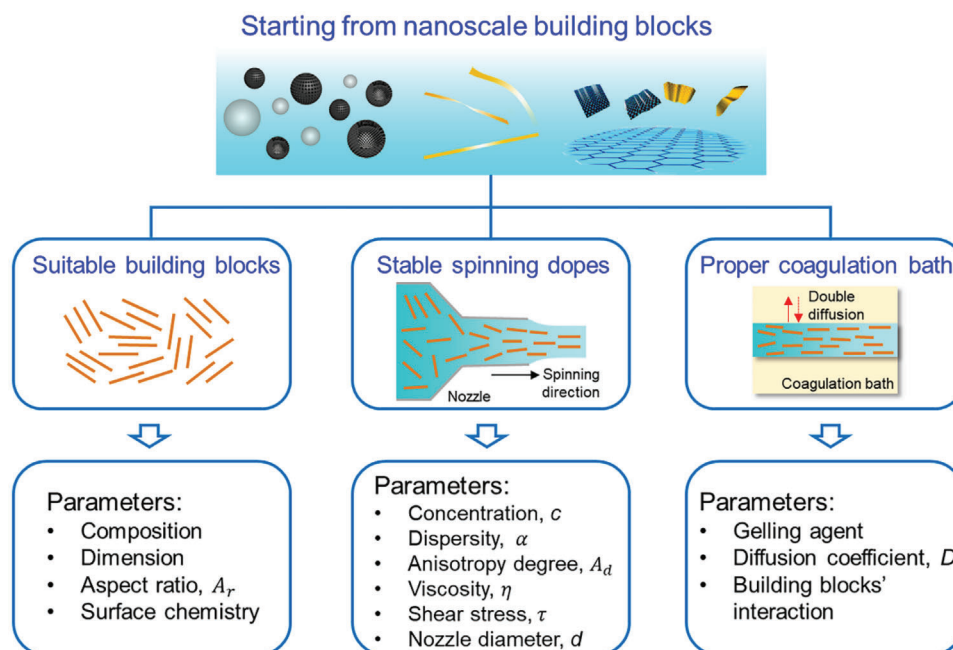 Starting from nanoscale building blocks
Suitable building blocks
Stable spinning dopes
Nozzle
Spinning
direction
Proper coagulation bath
Double
diffusion
Coagulation bath
Parameters:
• Composition
• Dimension
• Aspect ratio, A_r
• Surface chemistry
Parameters:
• Concentration, c
• Dispersity, α
• Anisotropy degree, A_d
• Viscosity, η
• Shear stress, τ
• Nozzle diameter, d
Parameters:
• Gelling agent
• Diffusion coefficient, D
• Building blocks'
interaction